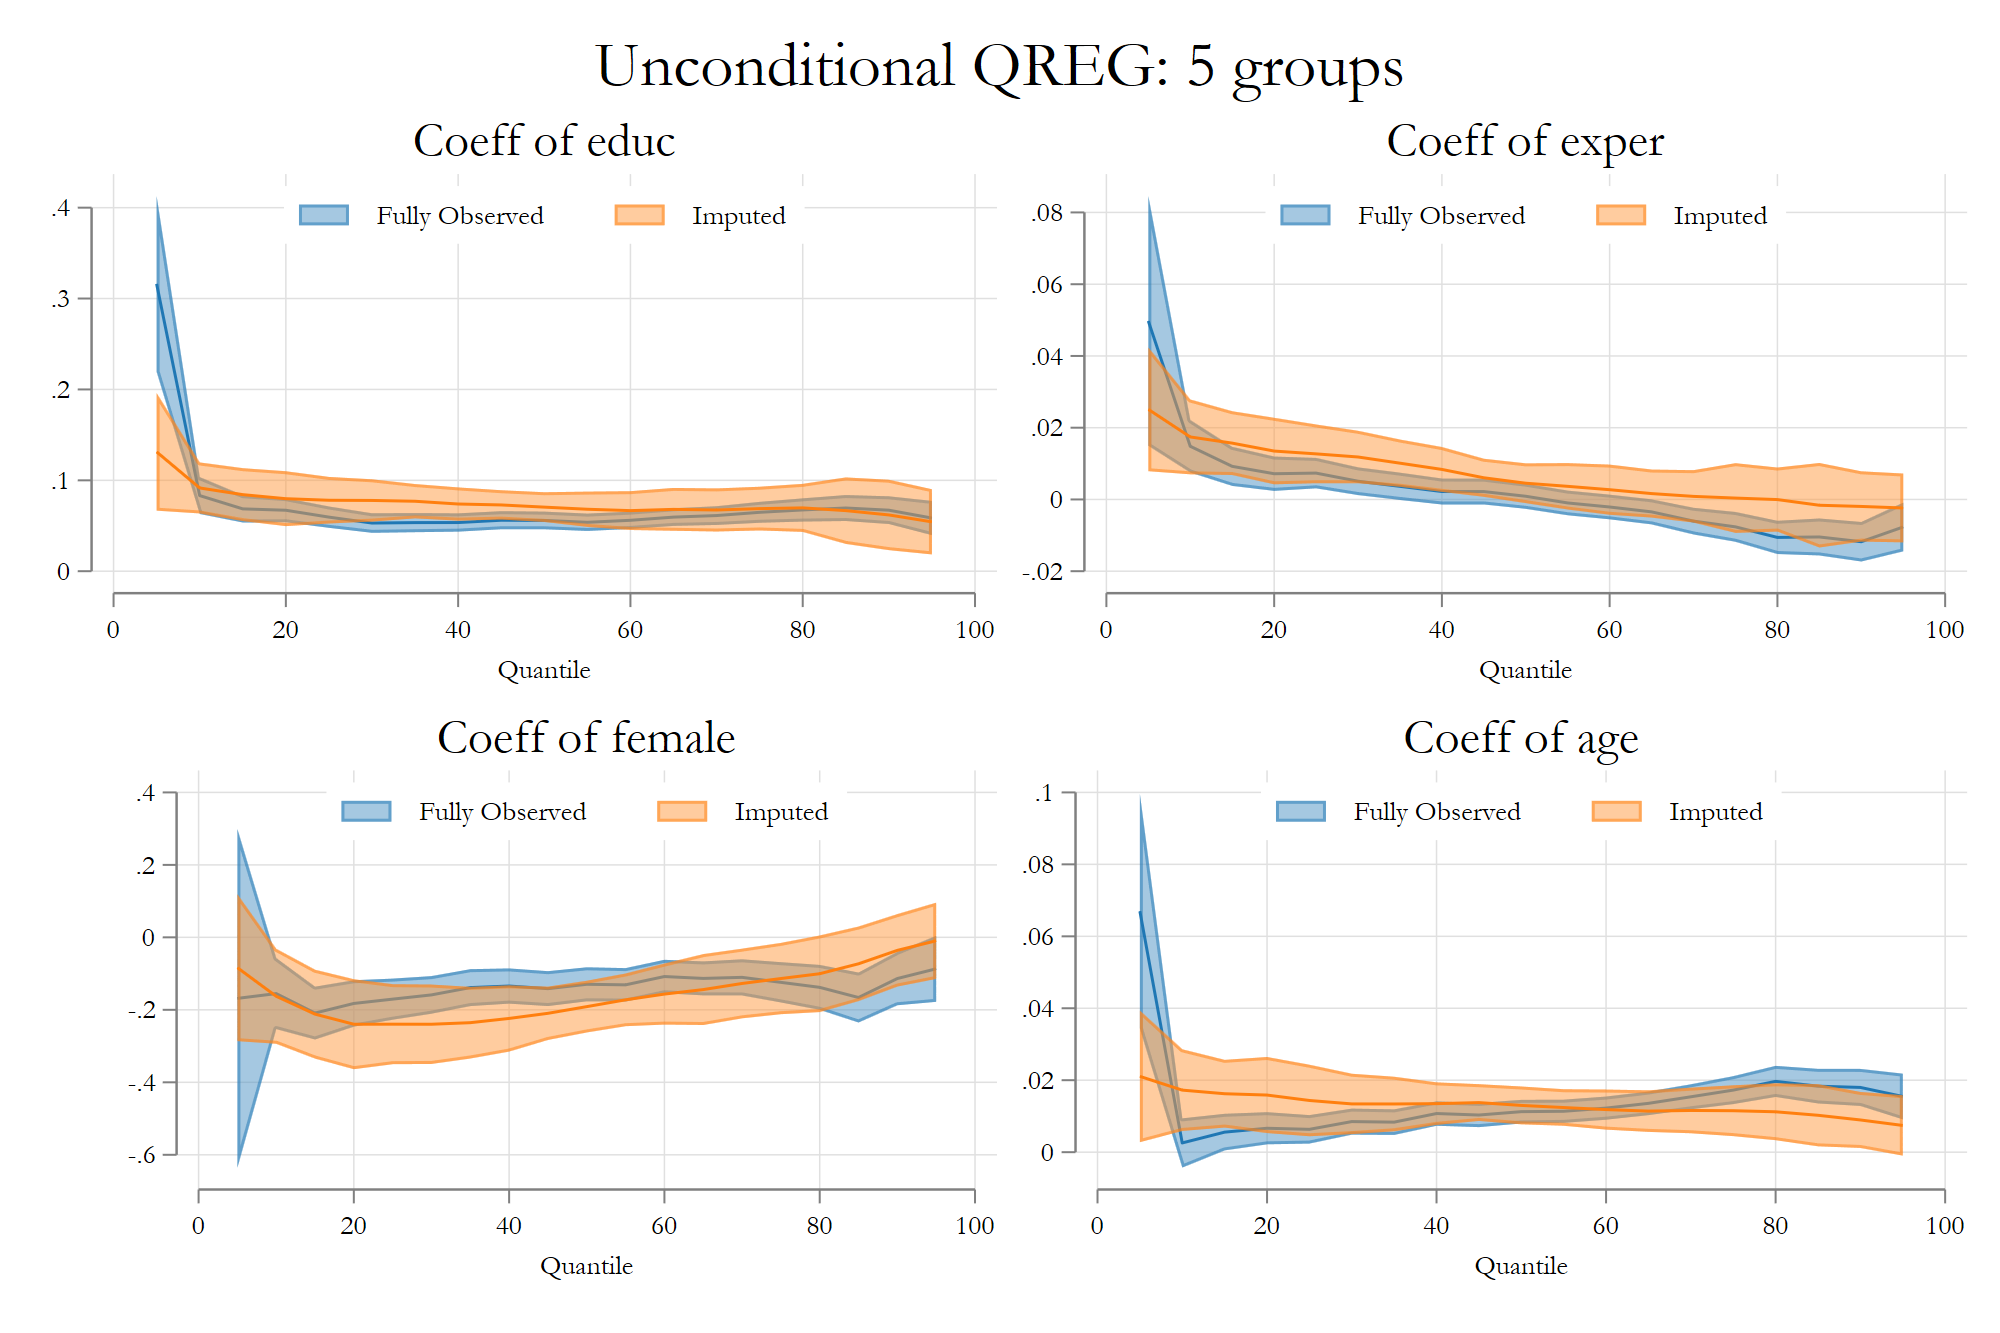 Unconditional QREG: 5 groups
Coeff of educ
Fully Observed Imputed
.4
.3
.2
.1
0
0 20 40 60 80 100
Quantile
Coeff of exper
Fully Observed Imputed
.08
.06
.04
.02
0
-.02
0 20 40 60 80 100
Quantile
Coeff of female
Fully Observed Imputed
.4
.2
0
-.2
-.4
-.6
0 20 40 60 80 100
Quantile
Coeff of age
Fully Observed Imputed
.1
.08
.06
.04
.02
0
0 20 40 60 80 100
Quantile